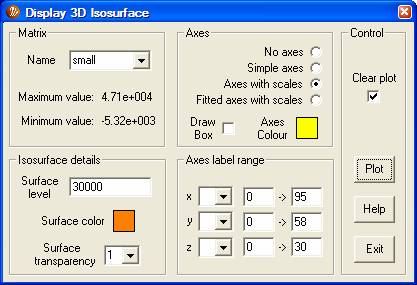 Display 3D Isosurface
Matrix
Name small
Maximum value: 4.71e+004
Minimum value: -5.32e+003
Axes
No axes
Simple axes
Axes with scales
Fitted axes with scales
Draw Box
Axes Colour
Control
Clear plot
Isosurface details
Surface level 30000
Surface color
Surface transparency 1
Axes label range
x 0 -> 95
y 0 -> 58
z 0 -> 30
Plot
Help
Exit